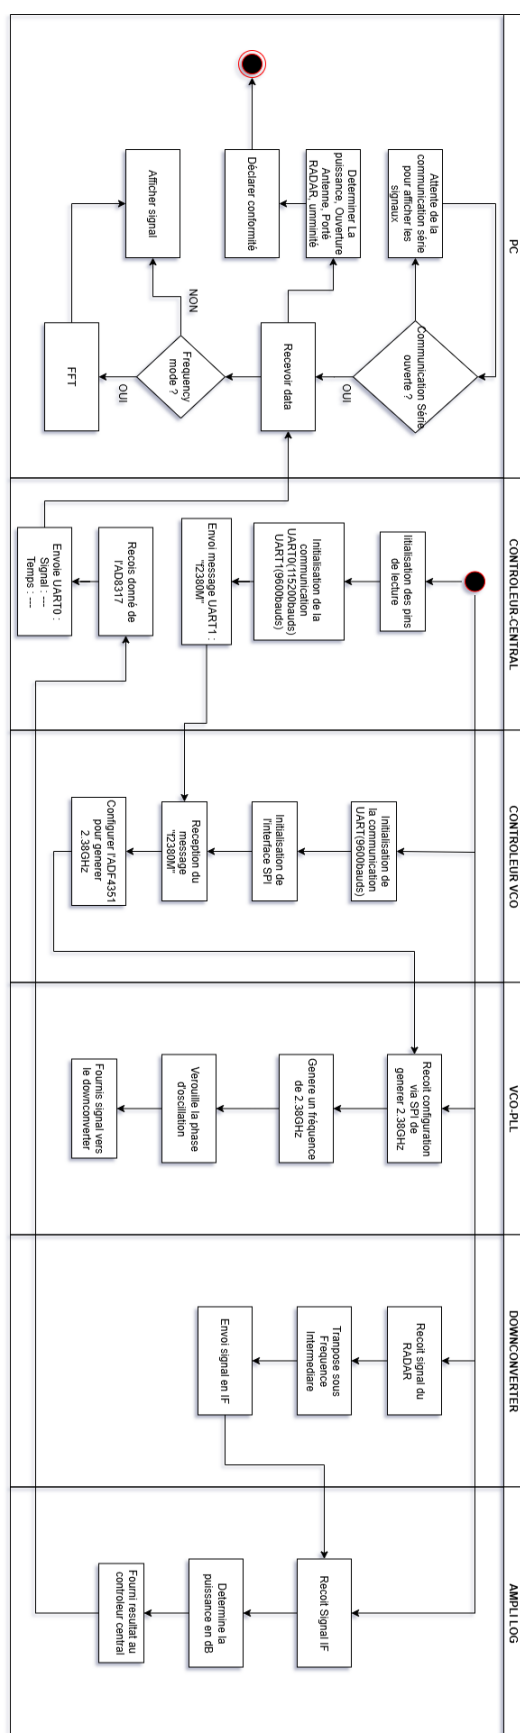 PC
Attente de la
communication série
pour afficher les
signaux
Communication Série
ouverte ?
OUI
Determiner La
puissance, Ouverture
Antenne, Porté
RADAR, umminité
Recevoir data
Déclarer conformité
Frequency
mode ?
NON
OUI
Afficher signal
FFT
CONTROLEUR-CENTRAL
Iitialisation des pins
de lecture
Initialisation de la
communication
UART0(115200bauds)
UART1(9600bauds)
Envoi message UART1 :
"f2380M"
Recois donné de
l'AD8317
Envoie UART0 :
Signal : ---
Temps : ---
CONTROLEUR VCO
Initialisation de
la communication
UART(9600bauds)
Initialisation de
l'interface SPI
Reception du
message
"f2380M"
Configurer l'ADF4351
pour generer
2.38GHz
VCO-PLL
Recoit configuration
via SPI de
generer 2.38GHz
Genere un fréquence
de 2.38GHz
Verouille la phase
d'oscillation
Fournis signal vers
le downconverter
DOWNCONVERTER
Recoit signal du
RADAR
Tranpose sous
Frequence
Intermediare
Envoi signal en IF
AMPLI LOG
Recoit Signal IF
Determine la
puissance en dB
Fourni resultat au
controleur central